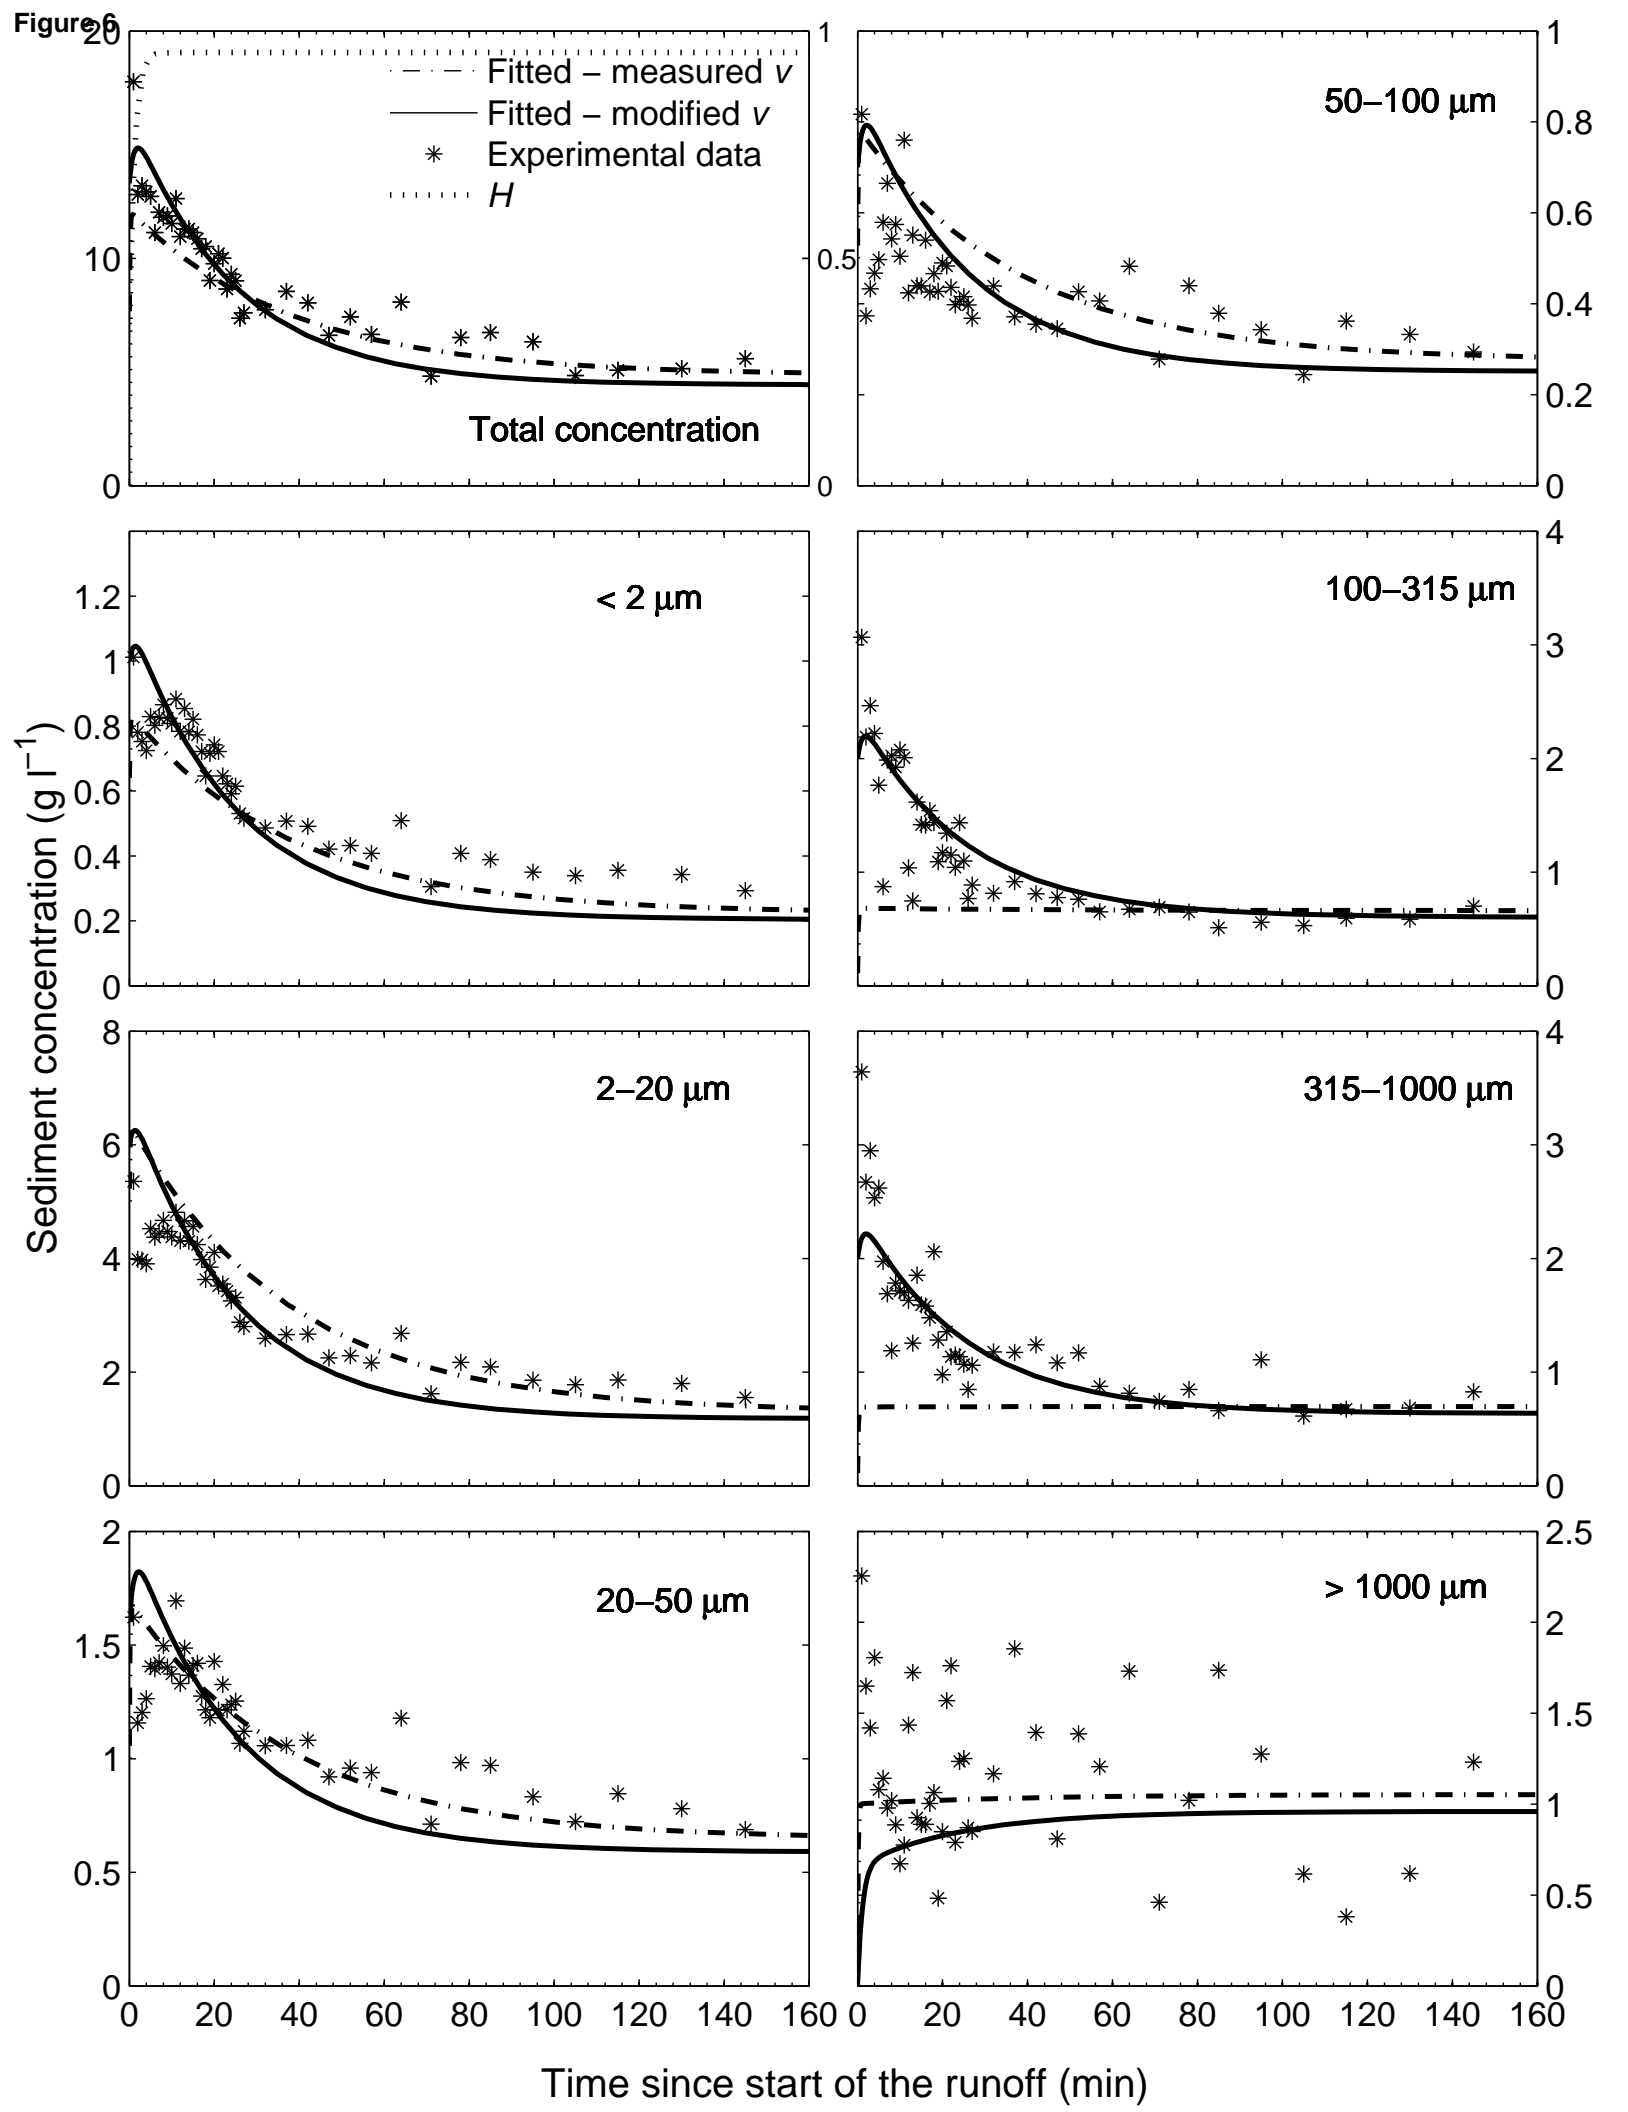 Figure 6
20
10
0
1
0.5
0
Fitted – measured v
Fitted – modified v
Experimental data
H
Total concentration
50–100 μm
1
0.8
0.6
0.4
0.2
0
1.2
1
0.8
0.6
0.4
0.2
0
< 2 μm
100–315 μm
4
3
2
1
0
8
6
4
2
0
2–20 μm
315–1000 μm
4
3
2
1
0
2
1.5
1
0.5
0
20–50 μm
> 1000 μm
2.5
2
1.5
1
0.5
0
0 20 40 60 80 100 120 140 160
0 20 40 60 80 100 120 140 160
Sediment concentration (g l⁻¹)
Time since start of the runoff (min)